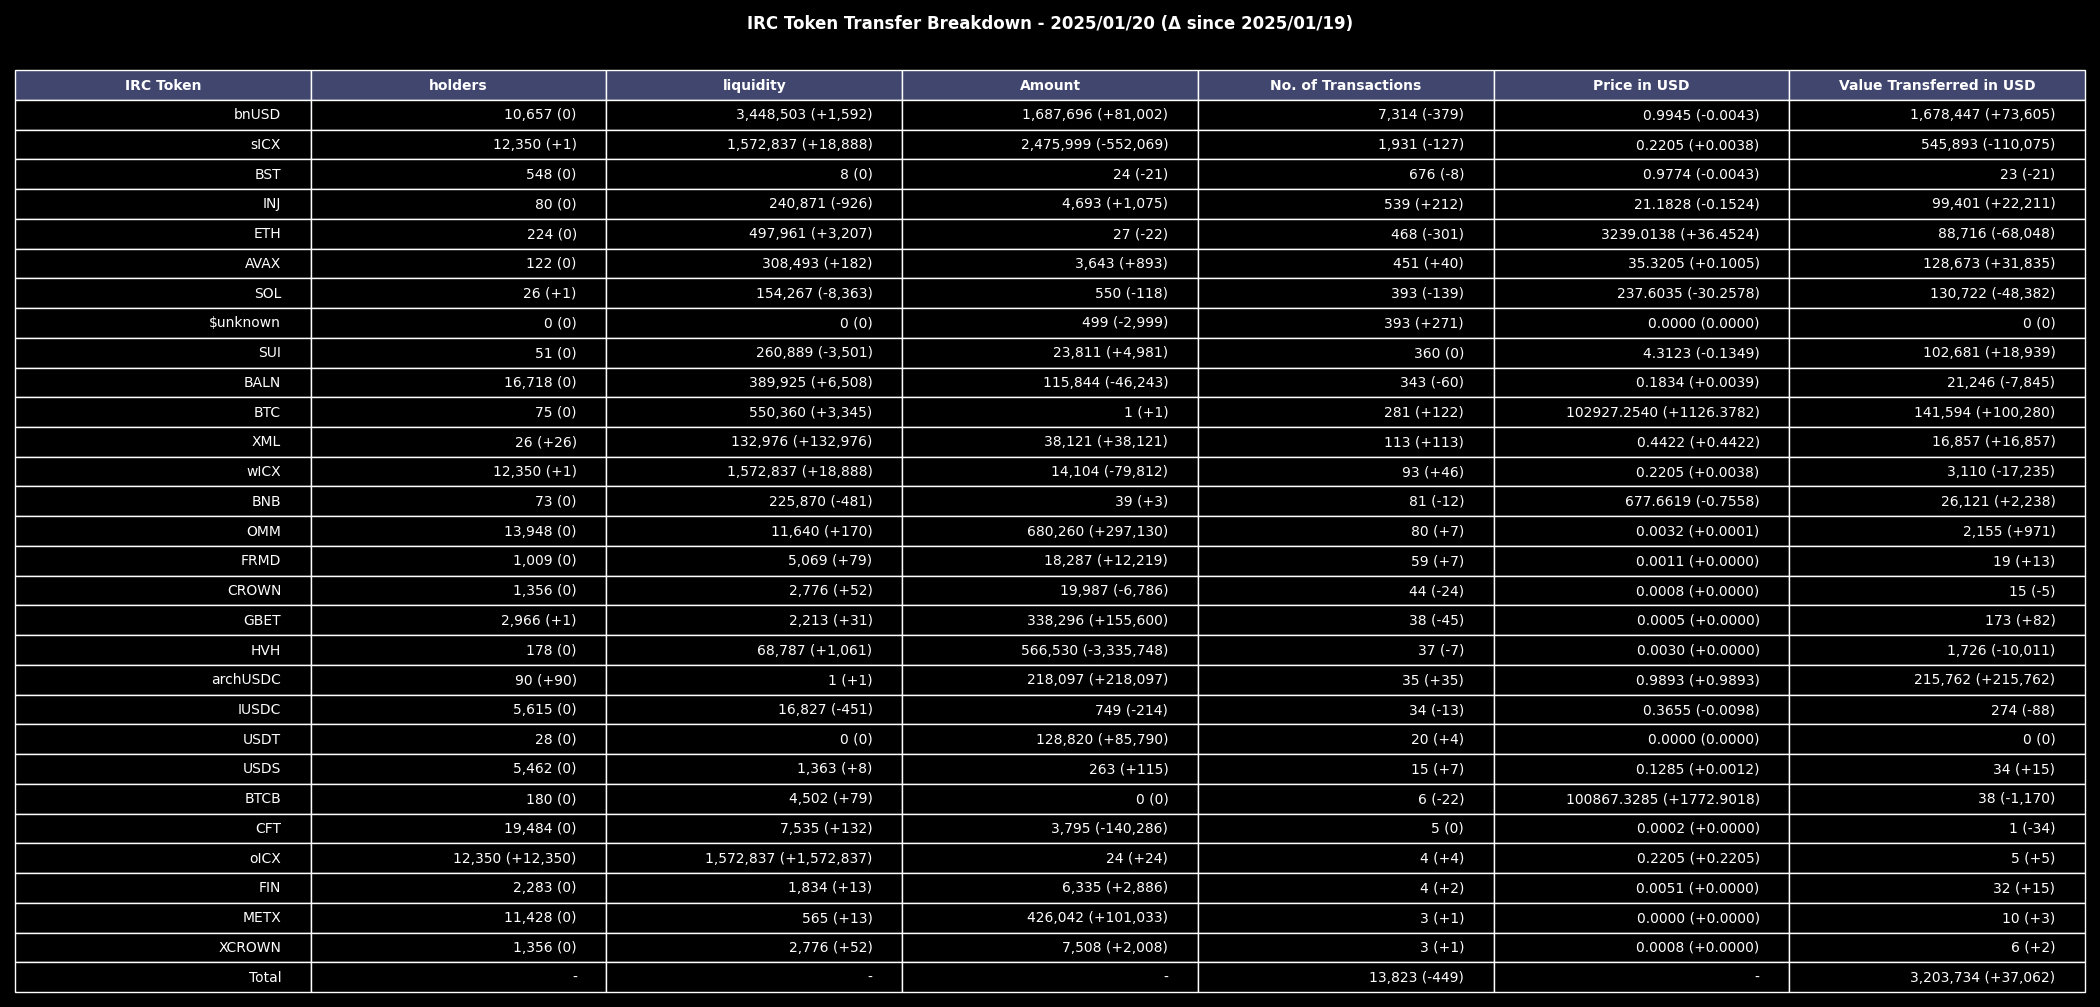 IRC Token Transfer Breakdown - 2025/01/20 (Δ since 2025/01/19)
IRC Token holders liquidity Amount No. of Transactions Price in USD Value Transferred in USD
bnUSD 10,657 (0) 3,448,503 (+1,592) 1,687,696 (+81,002) 7,314 (-379) 0.9945 (-0.0043) 1,678,447 (+73,605)
sICX 12,350 (+1) 1,572,837 (+18,888) 2,475,999 (-552,069) 1,931 (-127) 0.2205 (+0.0038) 545,893 (-110,075)
BST 548 (0) 8 (0) 24 (-21) 676 (-8) 0.9774 (-0.0043) 23 (-21)
INJ 80 (0) 240,871 (-926) 4,693 (+1,075) 539 (+212) 21.1828 (-0.1524) 99,401 (+22,211)
ETH 224 (0) 497,961 (+3,207) 27 (-22) 468 (-301) 3239.0138 (+36.4524) 88,716 (-68,048)
AVAX 122 (0) 308,493 (+182) 3,643 (+893) 451 (+40) 35.3205 (+0.1005) 128,673 (+31,835)
SOL 26 (+1) 154,267 (-8,363) 550 (-118) 393 (-139) 237.6035 (-30.2578) 130,722 (-48,382)
$unknown 0 (0) 0 (0) 499 (-2,999) 393 (+271) 0.0000 (0.0000) 0 (0)
SUI 51 (0) 260,889 (-3,501) 23,811 (+4,981) 360 (0) 4.3123 (-0.1349) 102,681 (+18,939)
BALN 16,718 (0) 389,925 (+6,508) 115,844 (-46,243) 343 (-60) 0.1834 (+0.0039) 21,246 (-7,845)
BTC 75 (0) 550,360 (+3,345) 1 (+1) 281 (+122) 102927.2540 (+1126.3782) 141,594 (+100,280)
XML 26 (+26) 132,976 (+132,976) 38,121 (+38,121) 113 (+113) 0.4422 (+0.4422) 16,857 (+16,857)
wICX 12,350 (+1) 1,572,837 (+18,888) 14,104 (-79,812) 93 (+46) 0.2205 (+0.0038) 3,110 (-17,235)
BNB 73 (0) 225,870 (-481) 39 (+3) 81 (-12) 677.6619 (-0.7558) 26,121 (+2,238)
OMM 13,948 (0) 11,640 (+170) 680,260 (+297,130) 80 (+7) 0.0032 (+0.0001) 2,155 (+971)
FRMD 1,009 (0) 5,069 (+79) 18,287 (+12,219) 59 (+7) 0.0011 (+0.0000) 19 (+13)
CROWN 1,356 (0) 2,776 (+52) 19,987 (-6,786) 44 (-24) 0.0008 (+0.0000) 15 (-5)
GBET 2,966 (+1) 2,213 (+31) 338,296 (+155,600) 38 (-45) 0.0005 (+0.0000) 173 (+82)
HVH 178 (0) 68,787 (+1,061) 566,530 (-3,335,748) 37 (-7) 0.0030 (+0.0000) 1,726 (-10,011)
archUSDC 90 (+90) 1 (+1) 218,097 (+218,097) 35 (+35) 0.9893 (+0.9893) 215,762 (+215,762)
IUSDC 5,615 (0) 16,827 (-451) 749 (-214) 34 (-13) 0.3655 (-0.0098) 274 (-88)
USDT 28 (0) 0 (0) 128,820 (+85,790) 20 (+4) 0.0000 (0.0000) 0 (0)
USDS 5,462 (0) 1,363 (+8) 263 (+115) 15 (+7) 0.1285 (+0.0012) 34 (+15)
BTCB 180 (0) 4,502 (+79) 0 (0) 6 (-22) 100867.3285 (+1772.9018) 38 (-1,170)
CFT 19,484 (0) 7,535 (+132) 3,795 (-140,286) 5 (0) 0.0002 (+0.0000) 1 (-34)
oICX 12,350 (+12,350) 1,572,837 (+1,572,837) 24 (+24) 4 (+4) 0.2205 (+0.2205) 5 (+5)
FIN 2,283 (0) 1,834 (+13) 6,335 (+2,886) 4 (+2) 0.0051 (+0.0000) 32 (+15)
METX 11,428 (0) 565 (+13) 426,042 (+101,033) 3 (+1) 0.0000 (+0.0000) 10 (+3)
XCROWN 1,356 (0) 2,776 (+52) 7,508 (+2,008) 3 (+1) 0.0008 (+0.0000) 6 (+2)
Total - - - 13,823 (-449) - 3,203,734 (+37,062)